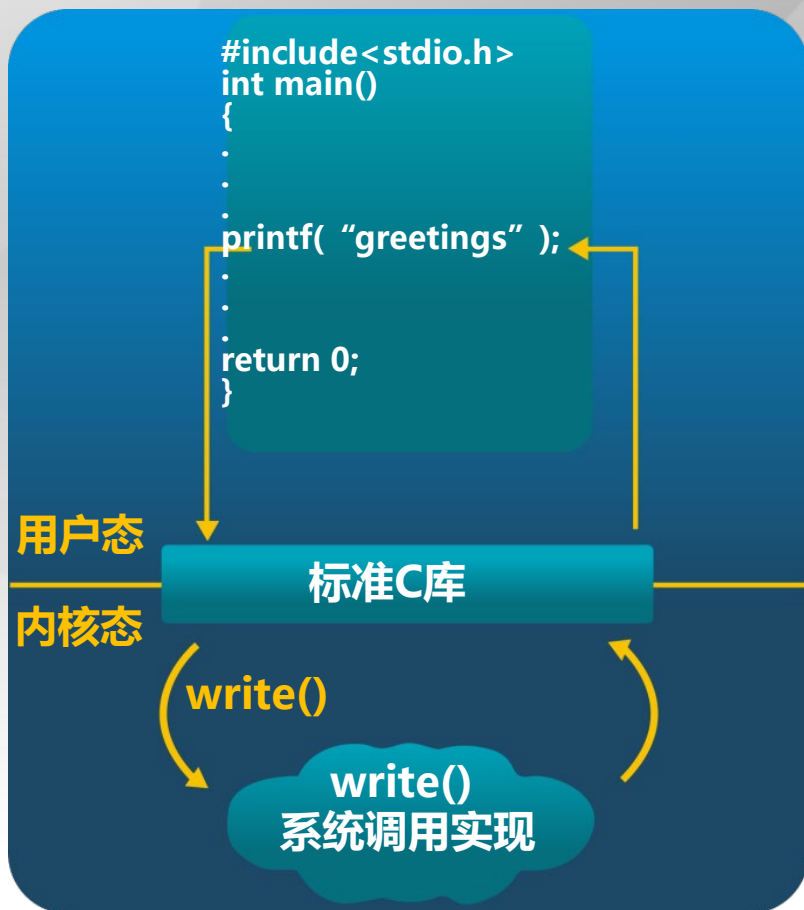 #include<stdio.h>
int main()
{
.
.
.
printf( “greetings” );
.
.
.
return 0;
}
用户态
标准C库
内核态
write()
write()
系统调用实现